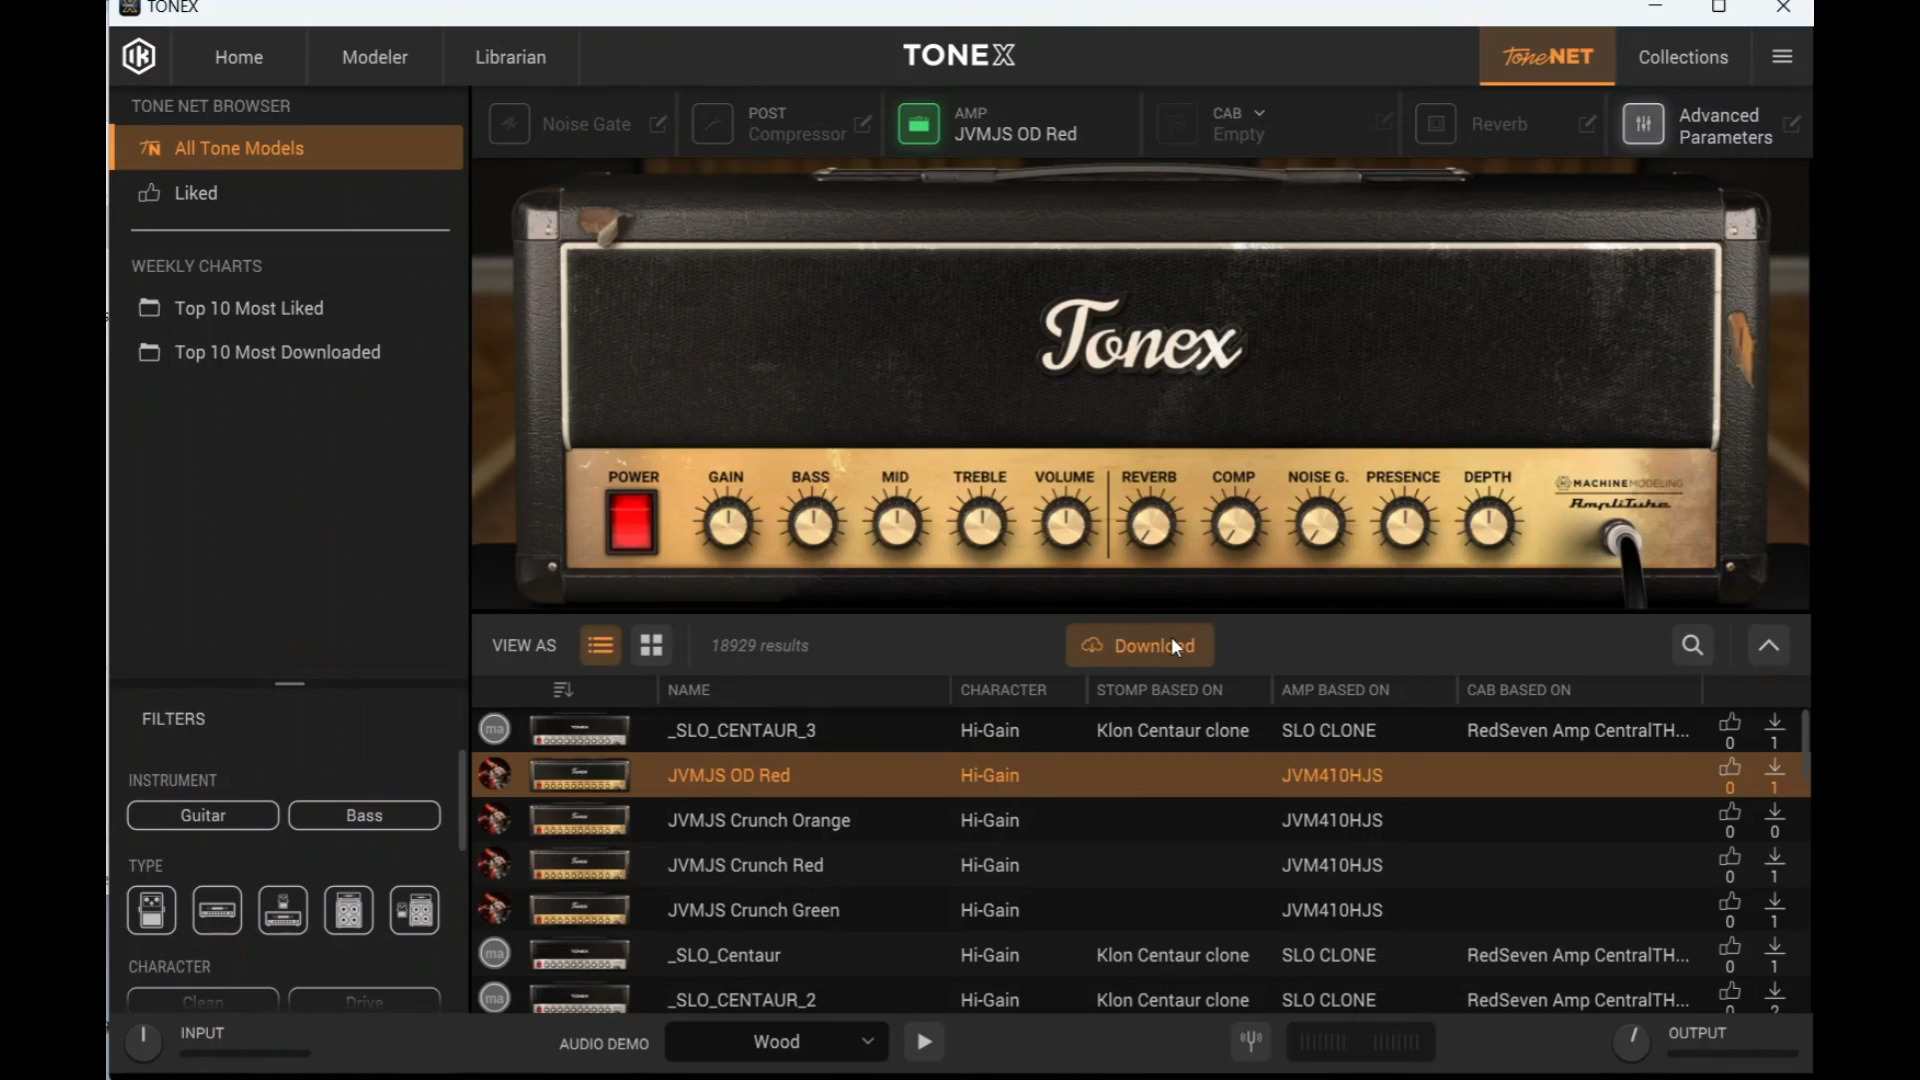 TONEX
Home
Modeler
Librarian
TONEX
ToneNET
Collections
TONE NET BROWSER
All Tone Models
Liked
WEEKLY CHARTS
Top 10 Most Liked
Top 10 Most Downloaded
Noise Gate
POST
Compressor
AMP
JVMJS OD Red
CAB
Empty
Reverb
Advanced
Parameters
Tonex
POWER GAIN BASS MID TREBLE VOLUME REVERB COMP NOISE G. PRESENCE DEPTH
MACHINEMODELING
AmpliTube
VIEW AS
18929 results
Download
NAME CHARACTER STOMP BASED ON AMP BASED ON CAB BASED ON
ma _SLO_CENTAUR_3 Hi-Gain Klon Centaur clone SLO CLONE RedSeven Amp CentralTH... 0 1
JVMJS OD Red Hi-Gain JVM410HJS 0 1
JVMJS Crunch Orange Hi-Gain JVM410HJS 0 0
JVMJS Crunch Red Hi-Gain JVM410HJS 0 1
JVMJS Crunch Green Hi-Gain JVM410HJS 0 1
ma _SLO_Centaur Hi-Gain Klon Centaur clone SLO CLONE RedSeven Amp CentralTH... 0 1
ma _SLO_CENTAUR_2 Hi-Gain Klon Centaur clone SLO CLONE RedSeven Amp CentralTH...
FILTERS
INSTRUMENT
Guitar Bass
TYPE
CHARACTER
Clean Drive
INPUT
AUDIO DEMO
Wood
OUTPUT